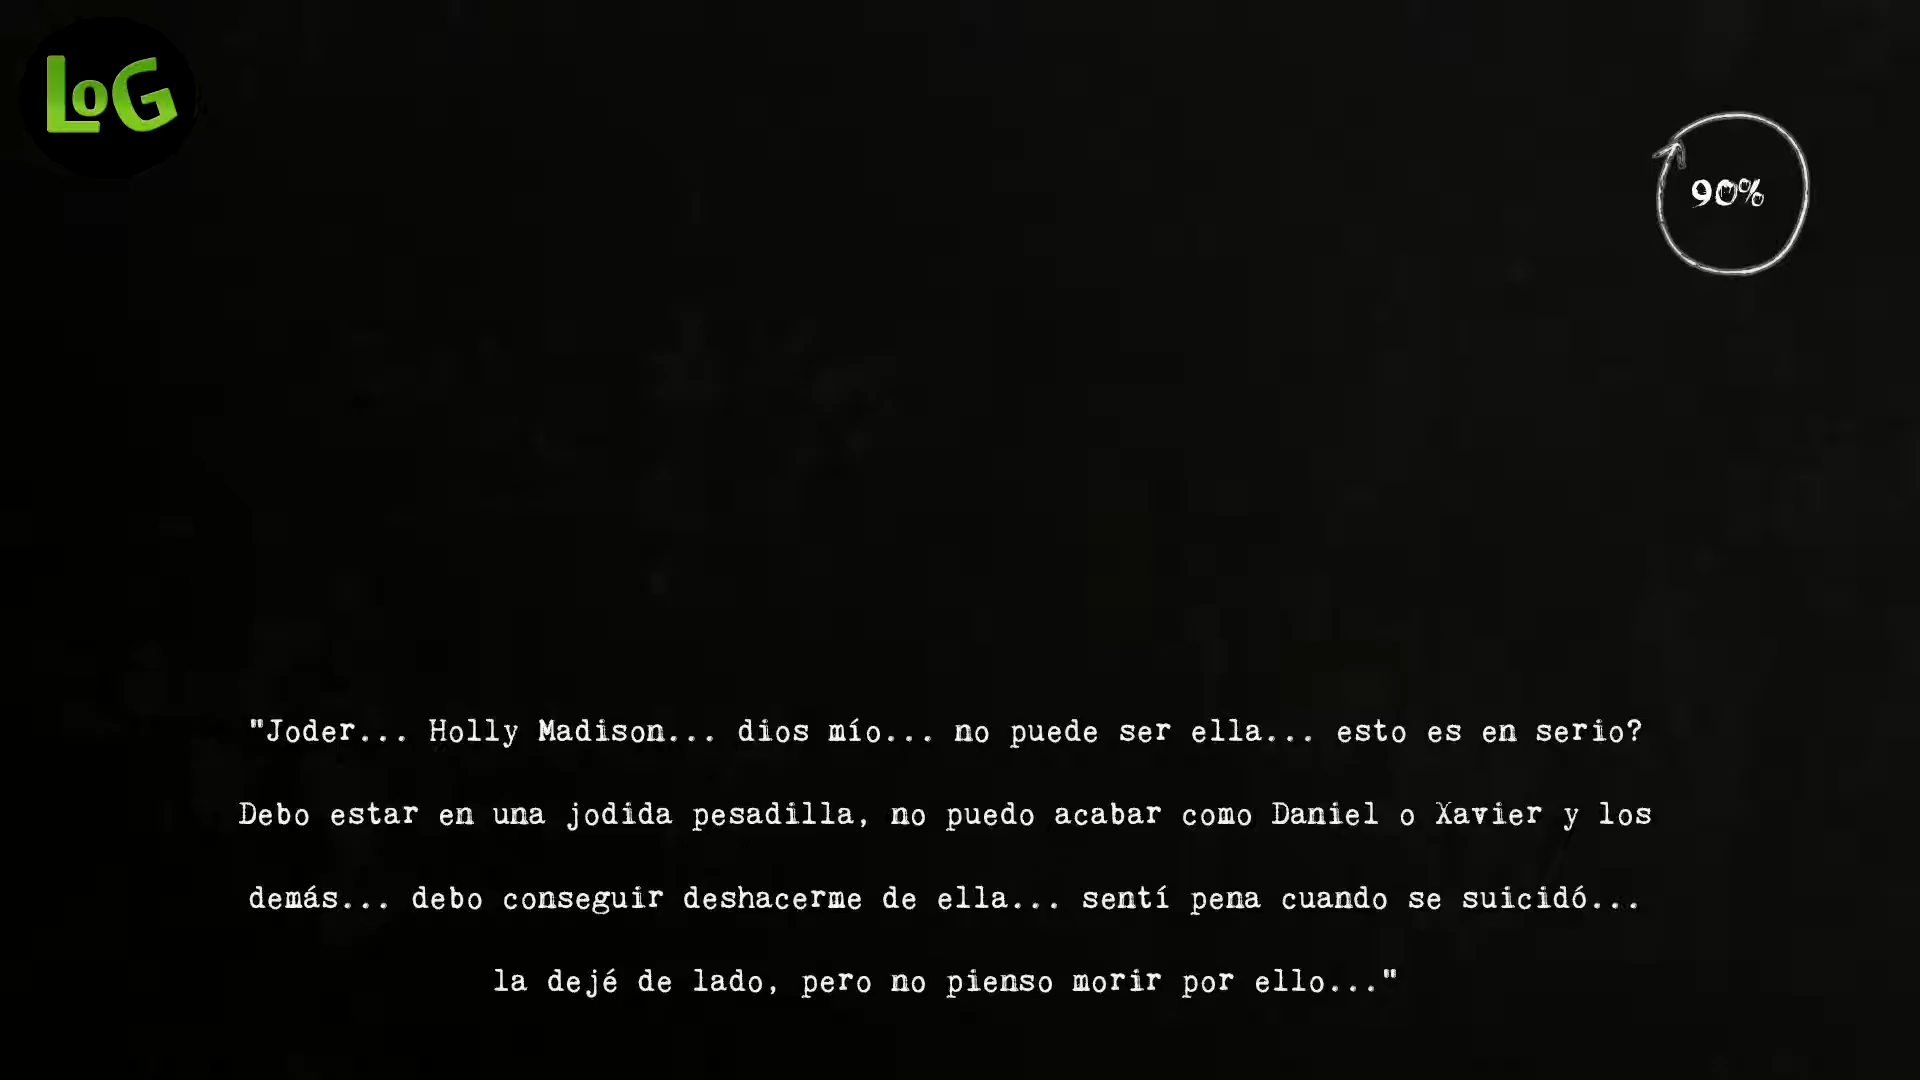 LoG
90%
"Joder... Holly Madison... dios mío... no puede ser ella... esto es en serio?
Debo estar en una jodida pesadilla, no puedo acabar como Daniel o Xavier y los
demás... debo conseguir deshacerme de ella... sentí pena cuando se suicidó...
la dejé de lado, pero no pienso morir por ello..."